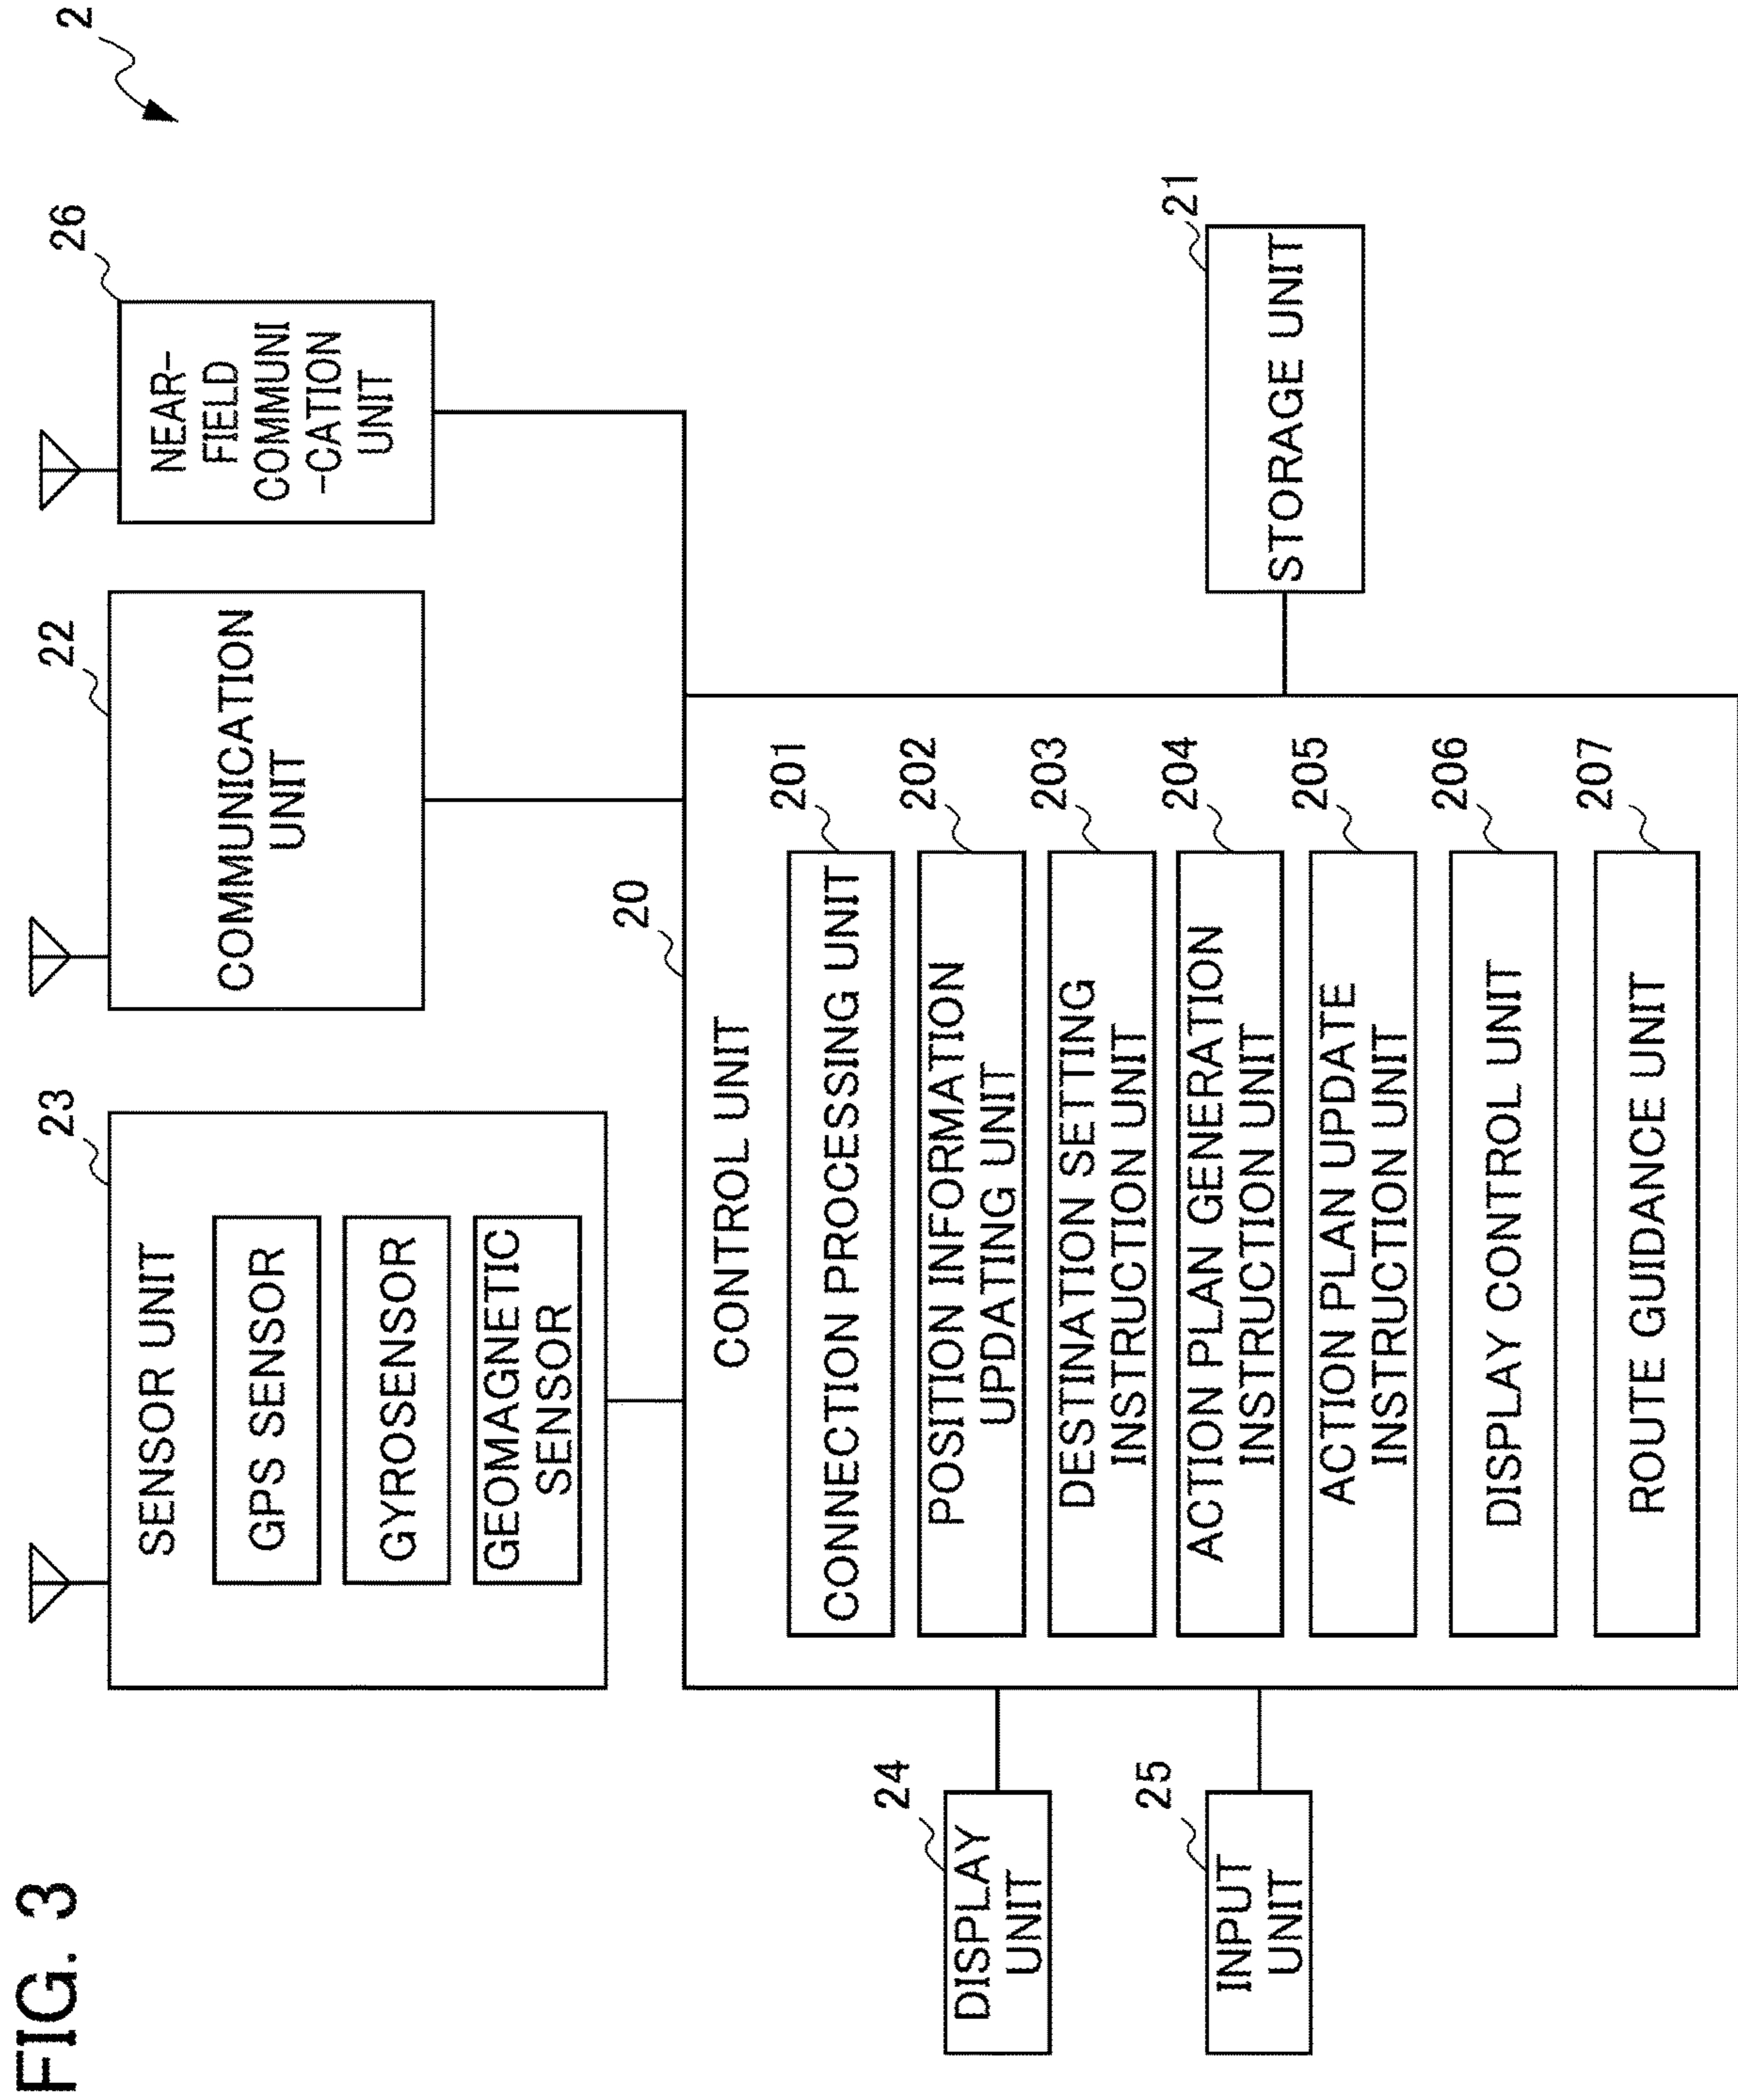 FIG. 3
2
23
22
26
SENSOR UNIT
GPS SENSOR
GYROSENSOR
GEOMAGNETIC
SENSOR
COMMUNICATION
UNIT
NEAR-
FIELD
COMMUNI
-CATION
UNIT
20
CONTROL UNIT
CONNECTION PROCESSING UNIT
201
POSITION INFORMATION
UPDATING UNIT
202
DESTINATION SETTING
INSTRUCTION UNIT
203
ACTION PLAN GENERATION
INSTRUCTION UNIT
204
ACTION PLAN UPDATE
INSTRUCTION UNIT
205
DISPLAY CONTROL UNIT
206
ROUTE GUIDANCE UNIT
207
24
DISPLAY
UNIT
25
INPUT
UNIT
21
STORAGE UNIT